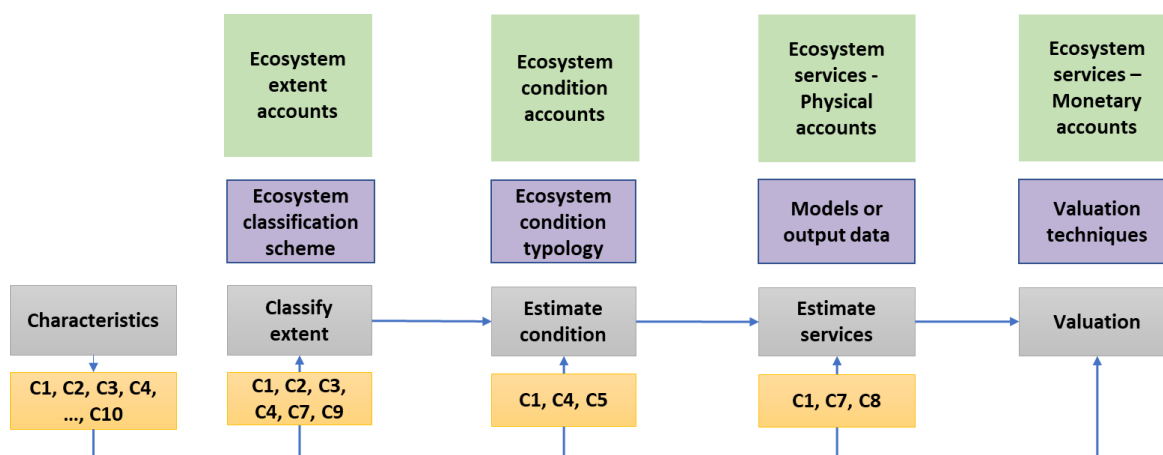 Ecosystem
extent
accounts
Ecosystem
condition
accounts
Ecosystem
services -
Physical
accounts
Ecosystem
services –
Monetary
accounts
Ecosystem
classification
scheme
Ecosystem
condition
typology
Models or
output data
Valuation
techniques
Characteristics
Classify
extent
Estimate
condition
Estimate
services
Valuation
C1, C2, C3, C4,
..., C10
C1, C2, C3,
C4, C7, C9
C1, C4, C5
C1, C7, C8